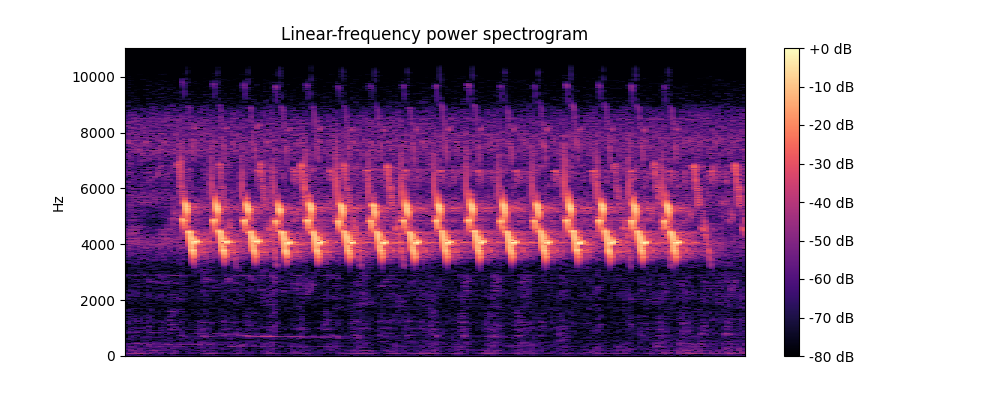 Linear-frequency power spectrogram
Hz
10000
8000
6000
4000
2000
0
+0 dB
-10 dB
-20 dB
-30 dB
-40 dB
-50 dB
-60 dB
-70 dB
-80 dB